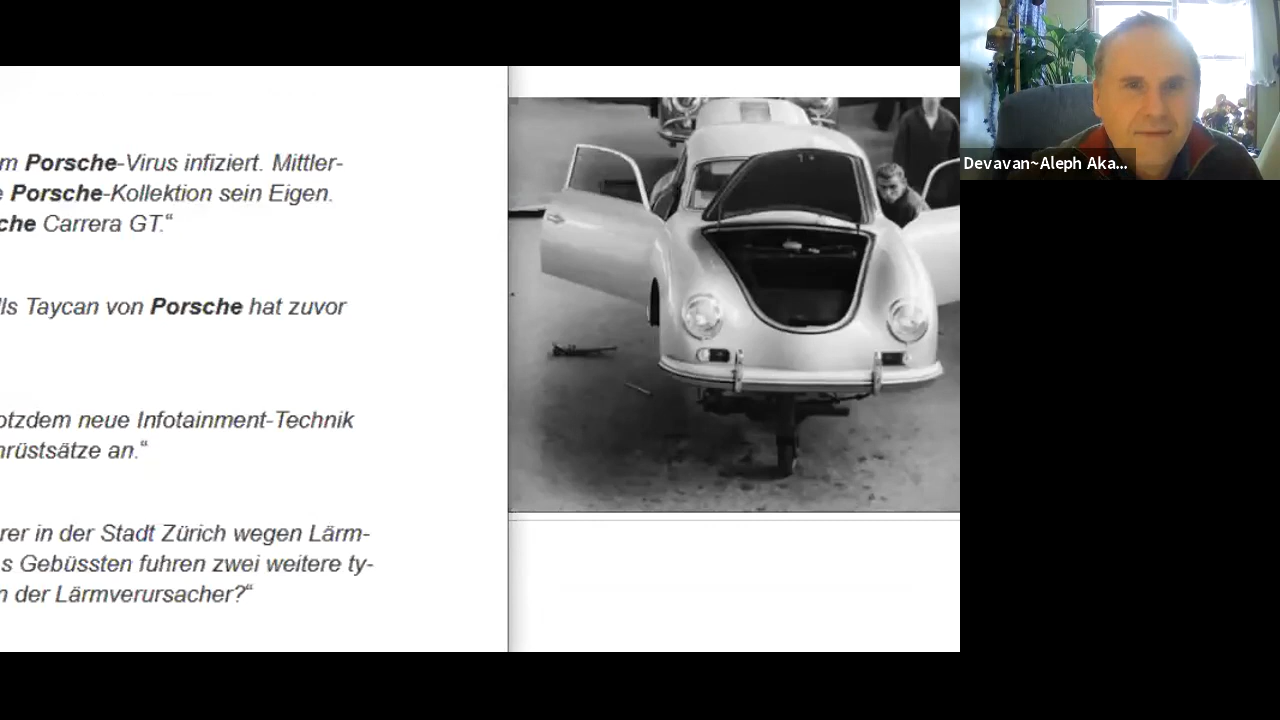 m Porsche-Virus infiziert. Mittler-
e Porsche-Kollektion sein Eigen.
che Carrera GT.“
lls Taycan von Porsche hat zuvor
otzdem neue Infotainment-Technik
hrüstsätze an.“
rer in der Stadt Zürich wegen Lärm-
s Gebüssten fuhren zwei weitere ty-
n der Lärmverursacher?“
Devavan~Aleph Aka...